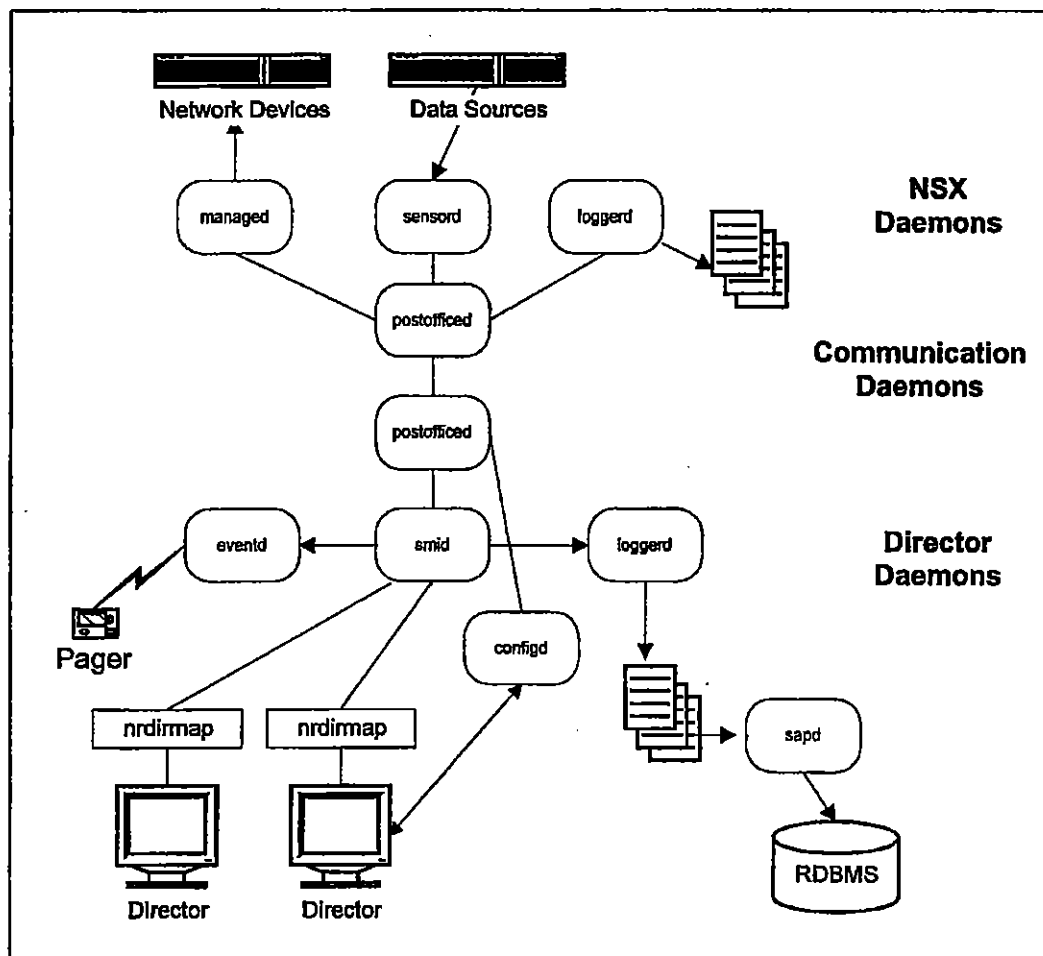 Network Devices
Data Sources
managed
sensord
loggerd
NSX
Daemons
postofficed
Communication
Daemons
postofficed
eventd
smid
loggerd
Director
Daemons
configd
Pager
nrdirmap
nrdirmap
sapd
RDBMS
Director
Director